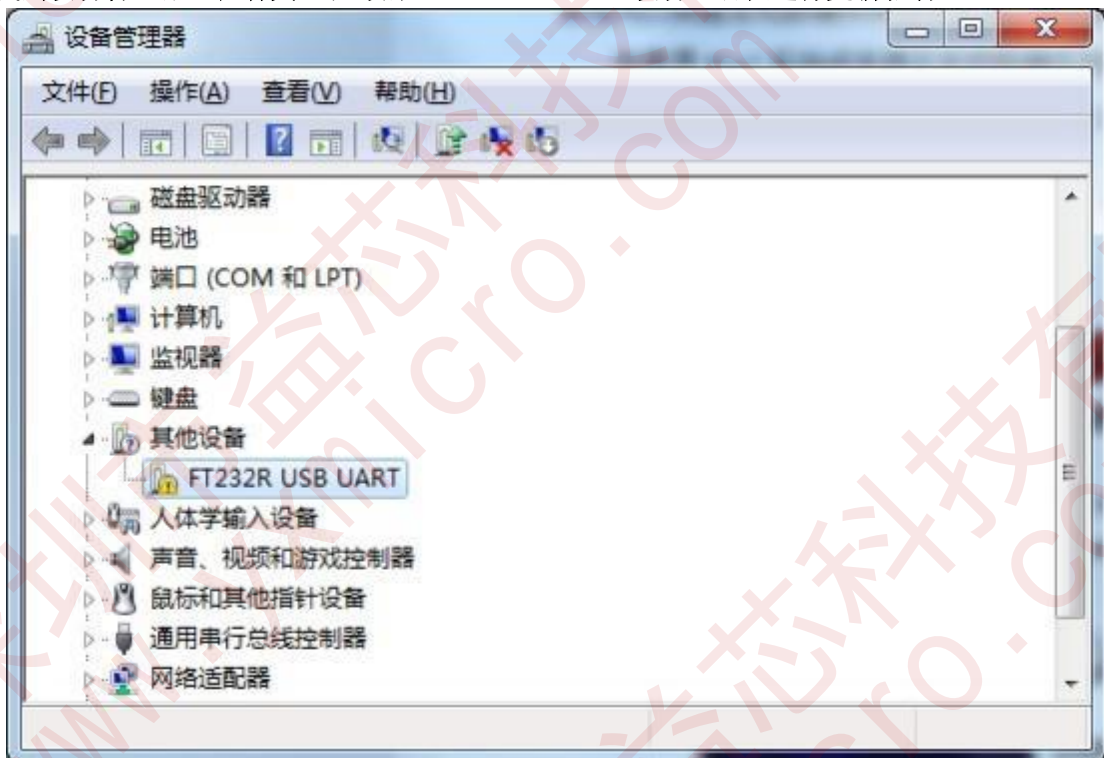 设备管理器
文件(F) 操作(A) 查看(V) 帮助(H)
磁盘驱动器
电池
端口 (COM 和 LPT)
计算机
监视器
键盘
其他设备
FT232R USB UART
人体学输入设备
声音、视频和游戏控制器
鼠标和其他指针设备
通用串行总线控制器
网络适配器